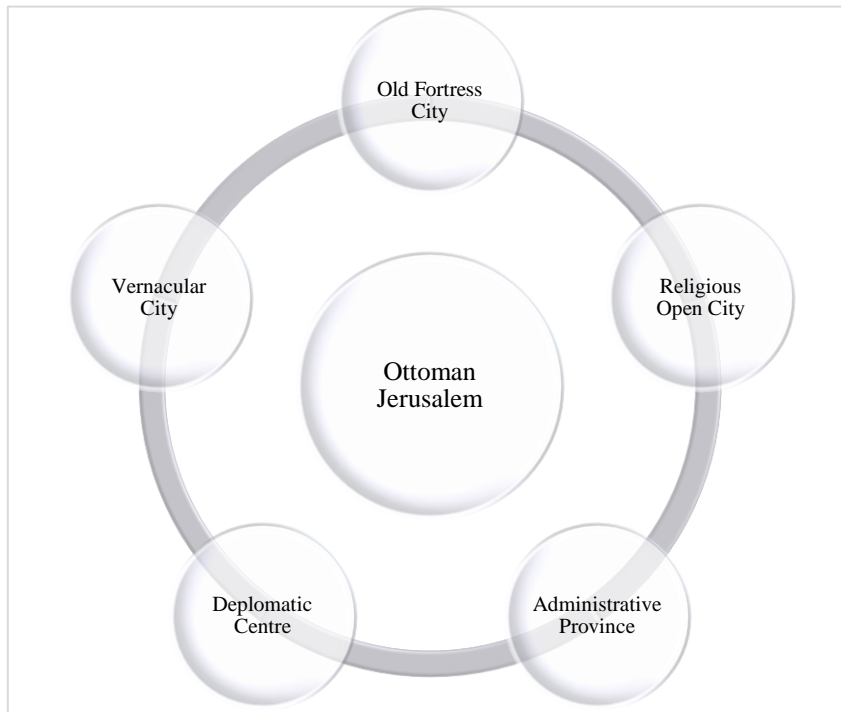 Old Fortress
City
Religious
Open City
Administrative
Province
Deplomatic
Centre
Vernacular
City
Ottoman
Jerusalem